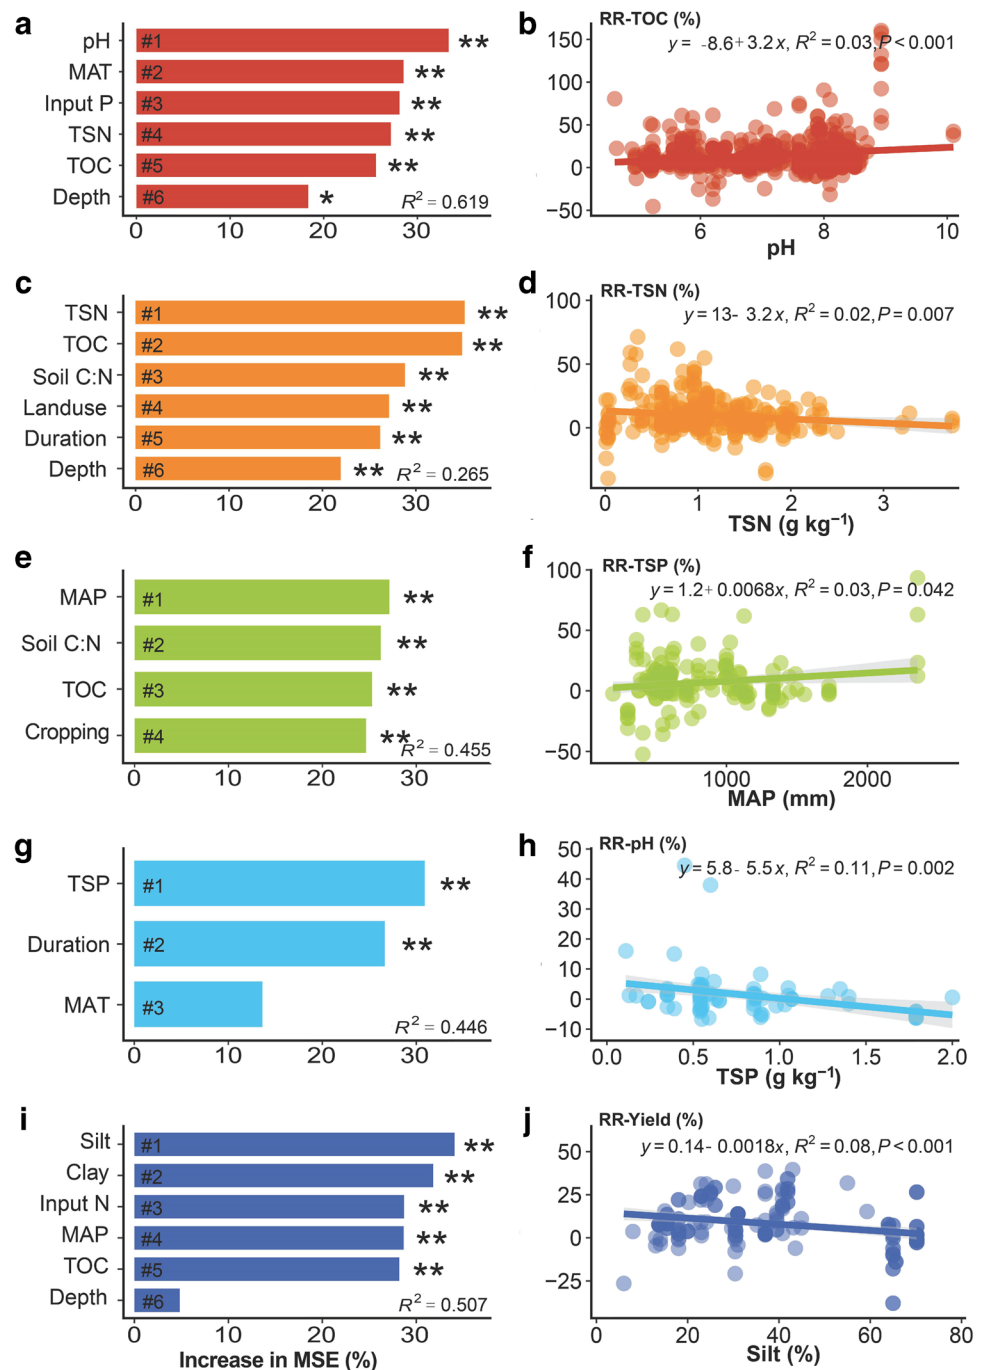 a
pH #1 **
MAT #2 **
Input P #3 **
TSN #4 **
TOC #5 **
Depth #6 *
R² = 0.619
0 10 20 30
b
RR-TOC (%)
y = -8.6+3.2x, R² = 0.03, P < 0.001
150
100
50
0
−50
6 8 10
pH
c
TSN #1 **
TOC #2 **
Soil C:N #3 **
Landuse #4 **
Duration #5 **
Depth #6 **
R² = 0.265
0 10 20 30
d
RR-TSN (%)
y = 13- 3.2x, R² = 0.02, P = 0.007
100
50
0
0 1 2 3
TSN (g kg⁻¹)
e
MAP #1 **
Soil C:N #2 **
TOC #3 **
Cropping #4 **
R² = 0.455
0 10 20 30
f
RR-TSP (%)
y = 1.2+ 0.0068x, R² = 0.03, P = 0.042
100
50
0
−50
1000 2000
MAP (mm)
g
TSP #1 **
Duration #2 **
MAT #3
R² = 0.446
0 10 20 30
h
RR-pH (%)
y = 5.8- 5.5x, R² = 0.11, P = 0.002
50
40
30
20
10
0
−10
0.0 0.5 1.0 1.5 2.0
TSP (g kg⁻¹)
i
Silt #1 **
Clay #2 **
Input N #3 **
MAP #4 **
TOC #5 **
Depth #6
R² = 0.507
0 10 20 30
Increase in MSE (%)
j
RR-Yield (%)
y = 0.14- 0.0018x, R² = 0.08, P < 0.001
50
25
0
−25
0 20 40 60 80
Silt (%)